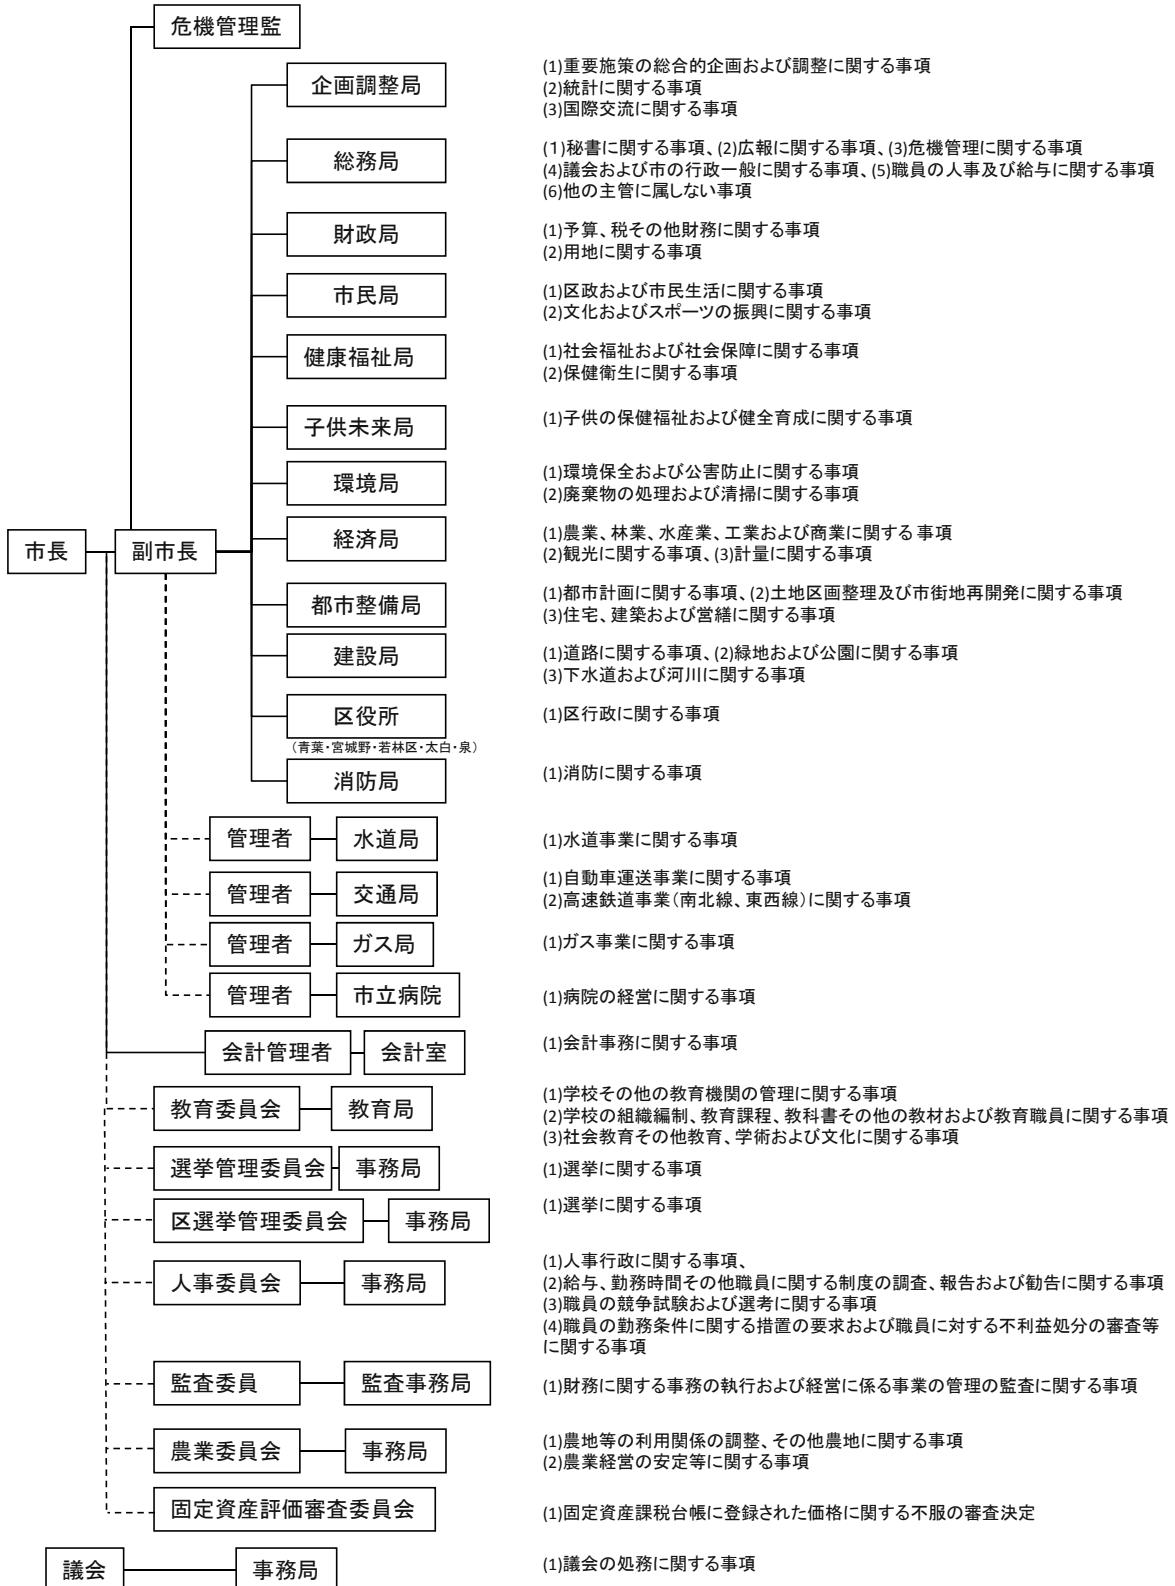 危機管理監
企画調整局
(1)重要施策の総合的企画および調整に関する事項
(2)統計に関する事項
(3)国際交流に関する事項
総務局
(1)秘書に関する事項、(2)広報に関する事項、(3)危機管理に関する事項
(4)議会および市の行政一般に関する事項、(5)職員の人事及び給与に関する事項
(6)他の主管に属しない事項
財政局
(1)予算、税その他財務に関する事項
(2)用地に関する事項
市民局
(1)区政および市民生活に関する事項
(2)文化およびスポーツの振興に関する事項
健康福祉局
(1)社会福祉および社会保障に関する事項
(2)保健衛生に関する事項
子供未来局
(1)子供の保健福祉および健全育成に関する事項
環境局
(1)環境保全および公害防止に関する事項
(2)廃棄物の処理および清掃に関する事項
市長
副市長
経済局
(1)農業、林業、水産業、工業および商業に関する事項
(2)観光に関する事項、(3)計量に関する事項
都市整備局
(1)都市計画に関する事項、(2)土地区画整理及び市街地再開発に関する事項
(3)住宅、建築および営繕に関する事項
建設局
(1)道路に関する事項、(2)緑地および公園に関する事項
(3)下水道および河川に関する事項
区役所
(青葉・宮城野・若林区・太白・泉)
(1)区行政に関する事項
消防局
(1)消防に関する事項
管理者
水道局
(1)水道事業に関する事項
管理者
交通局
(1)自動車運送事業に関する事項
(2)高速鉄道事業(南北線、東西線)に関する事項
管理者
ガス局
(1)ガス事業に関する事項
管理者
市立病院
(1)病院の経営に関する事項
会計管理者
会計室
(1)会計事務に関する事項
教育委員会
教育局
(1)学校その他の教育機関の管理に関する事項
(2)学校の組織編制、教育課程、教科書その他の教材および教育職員に関する事項
(3)社会教育その他教育、学術および文化に関する事項
選挙管理委員会
事務局
(1)選挙に関する事項
区選挙管理委員会
事務局
(1)選挙に関する事項
人事委員会
事務局
(1)人事行政に関する事項、
(2)給与、勤務時間その他職員に関する制度の調査、報告および勧告に関する事項
(3)職員の競争試験および選考に関する事項
(4)職員の勤務条件に関する措置の要求および職員に対する不利益処分の審査等
に関する事項
監査委員
監査事務局
(1)財務に関する事務の執行および経営に係る事業の管理の監査に関する事項
農業委員会
事務局
(1)農地等の利用関係の調整、その他農地に関する事項
(2)農業経営の安定等に関する事項
固定資産評価審査委員会
(1)固定資産課税台帳に登録された価格に関する不服の審査決定
議会
事務局
(1)議会の処務に関する事項